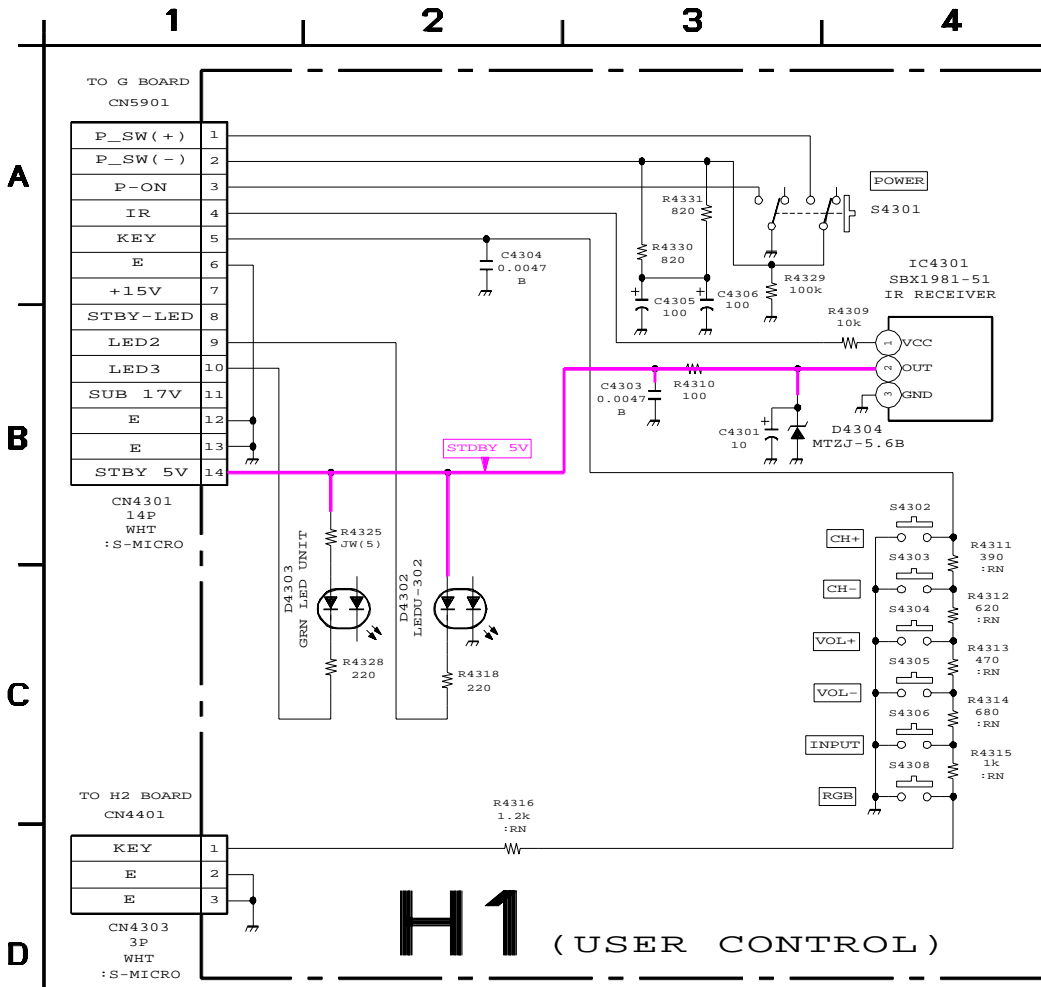 1 2 3 4
TO G BOARD
CN5901
P_SW(+) 1
P_SW(-) 2
P-ON 3
IR 4
KEY 5
E 6
+15V 7
STBY-LED 8
LED2 9
LED3 10
SUB 17V 11
E 12
E 13
STBY 5V 14
CN4301
14P
WHT
:S-MICRO
A
B
C
D
C4304
0.0047
B
R4331
820
R4330
820
C4305
100
C4306
100
+
+
R4329
100k
POWER
S4301
IC4301
SBX1981-51
IR RECEIVER
R4309
10k
1 VCC
2 OUT
3 GND
C4303
0.0047
B
R4310
100
C4301
10
+
D4304
MTZJ-5.6B
STDBY 5V
R4325
JW(5)
D4303
GRN LED UNIT
R4328
220
D4302
LEDU-302
R4318
220
S4302
CH+
R4311
390
:RN
S4303
CH-
R4312
620
:RN
S4304
VOL+
R4313
470
:RN
S4305
VOL-
R4314
680
:RN
S4306
INPUT
R4315
1k
:RN
S4308
RGB
R4316
1.2k
:RN
TO H2 BOARD
CN4401
KEY 1
E 2
E 3
CN4303
3P
WHT
:S-MICRO
H1 (USER CONTROL)